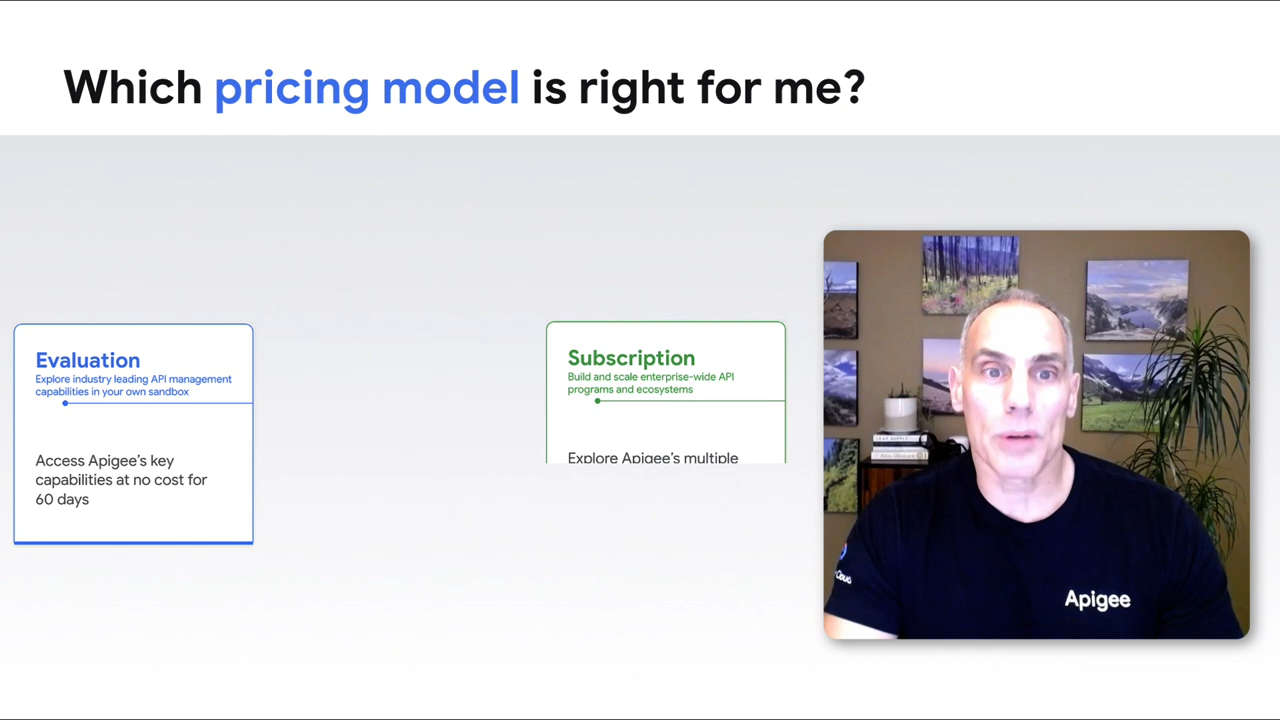 Which pricing model is right for me?
Evaluation
Explore industry leading API management
capabilities in your own sandbox
Access Apigee's key
capabilities at no cost for
60 days
Subscription
Build and scale enterprise-wide API
programs and ecosystems
Explore Apigee's multiple
Apigee